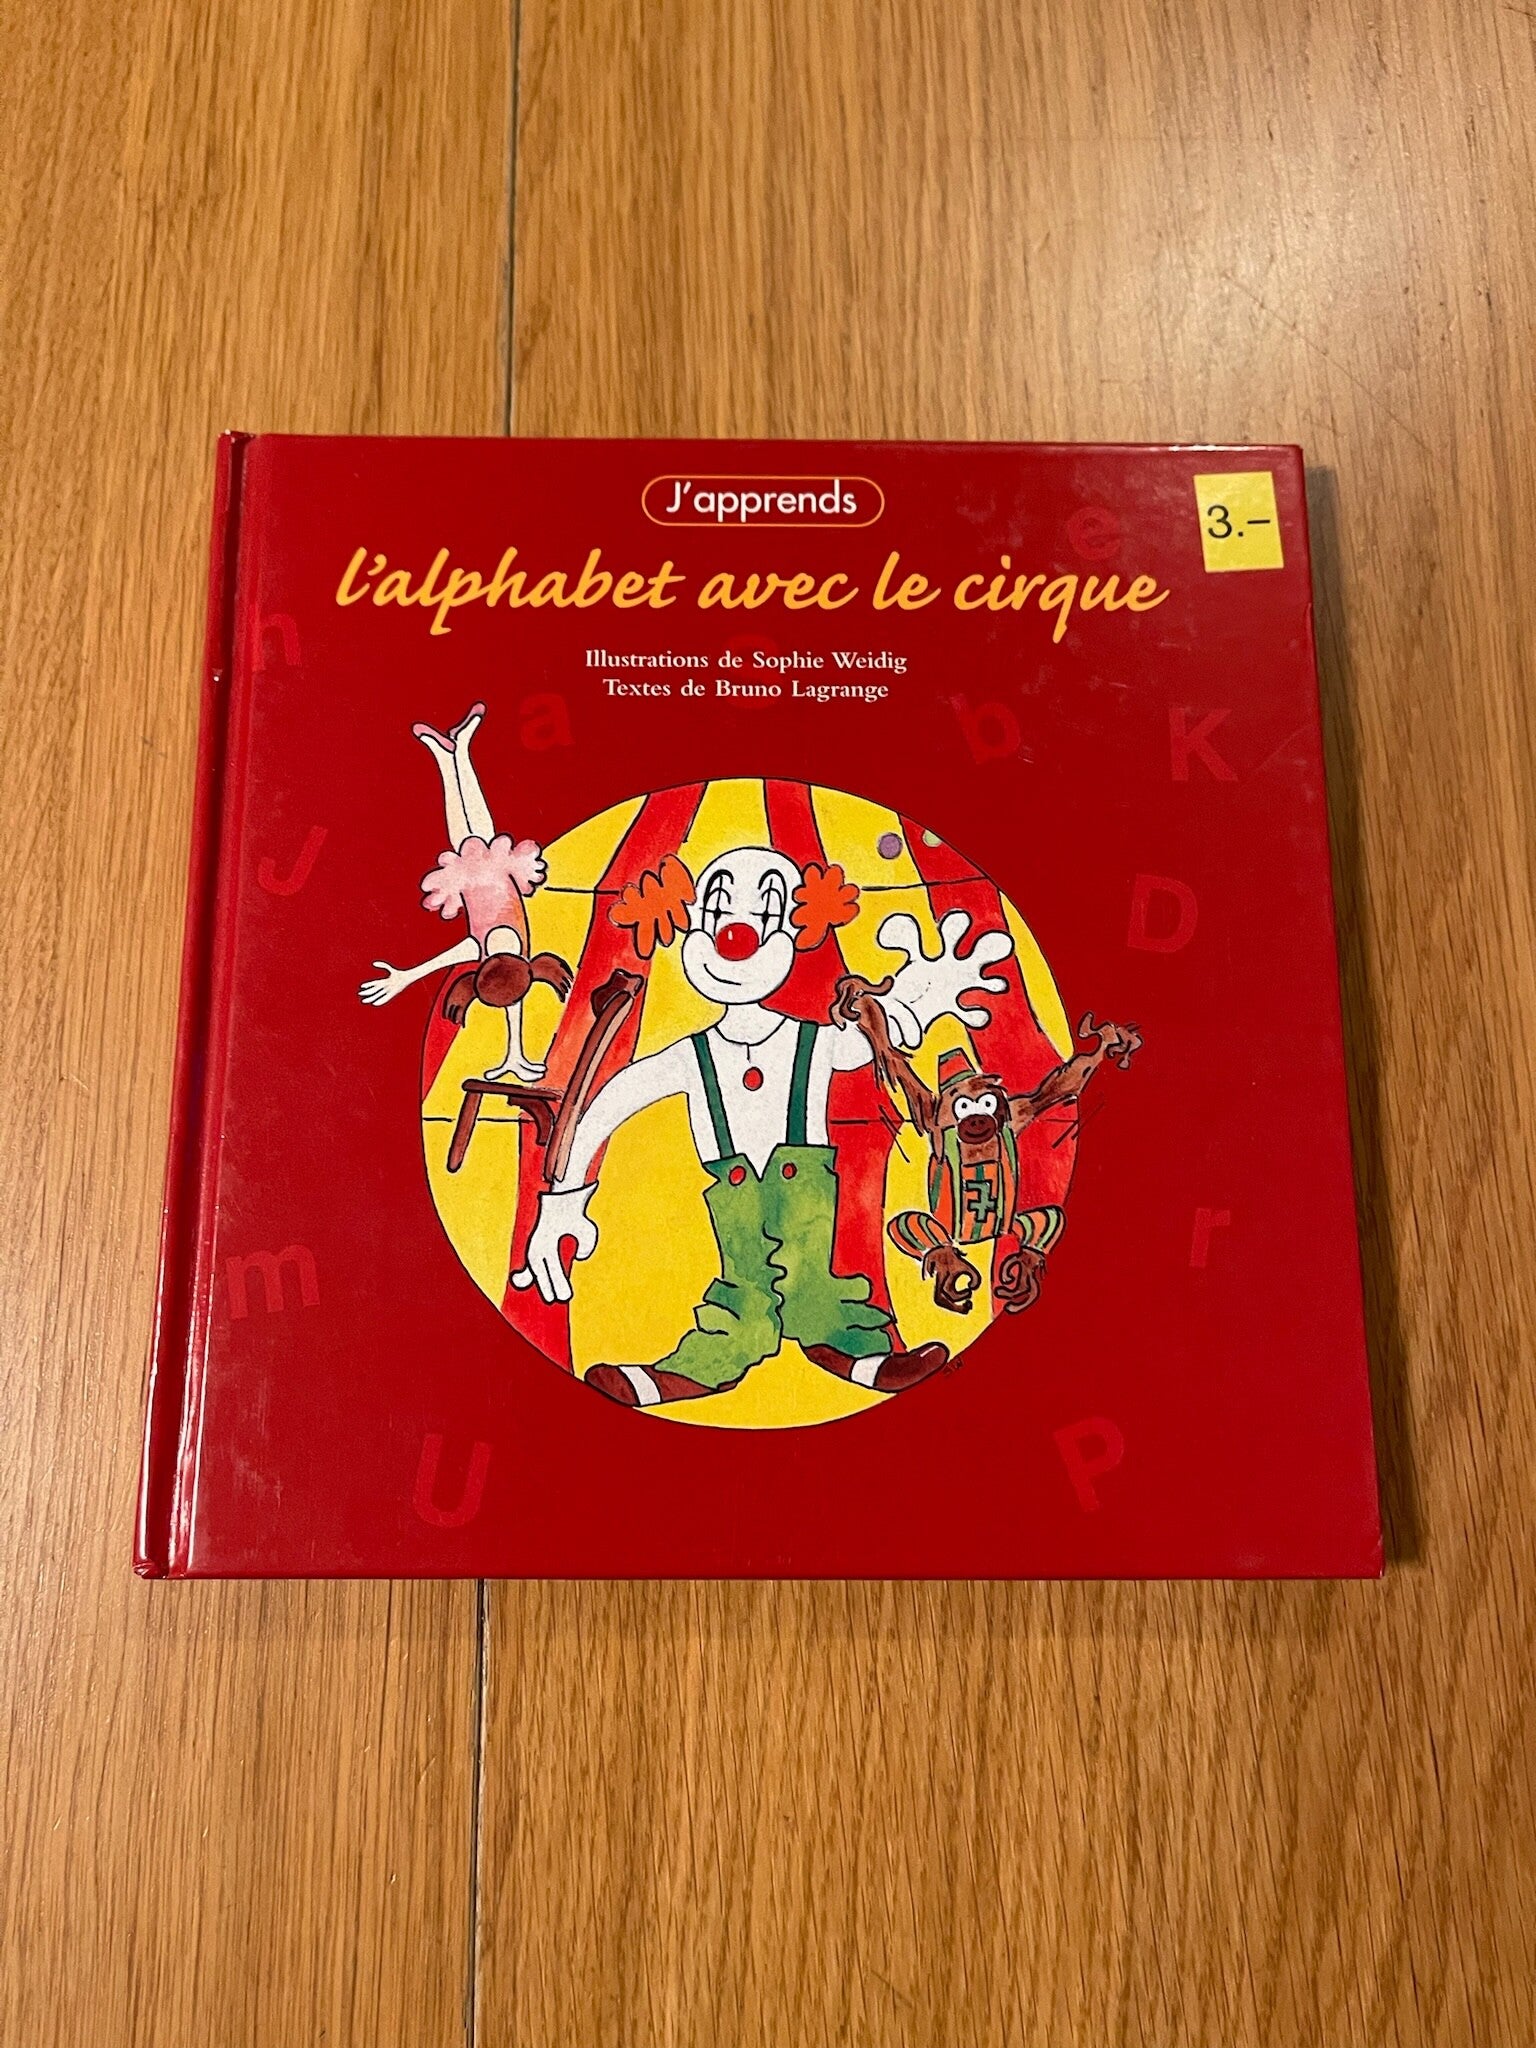 J'apprends
3.–
l'alphabet avec le cirque
Illustrations de Sophie Weidig
Textes de Bruno Lagrange
e
h
a
b
K
J
D
r
m
U
P